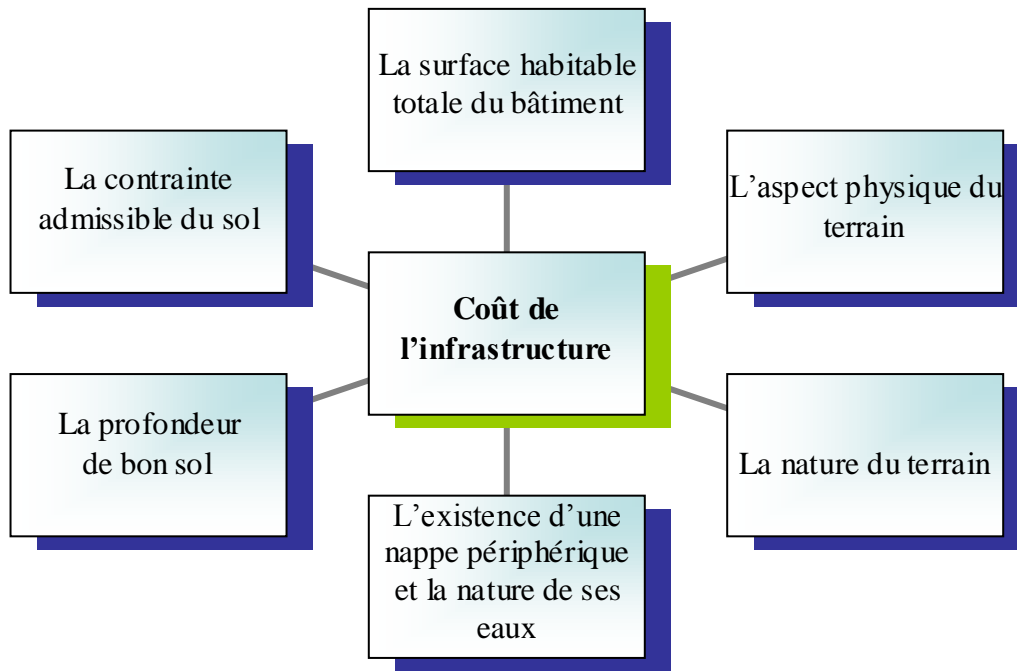 La surface habitable
totale du bâtiment
La contrainte
admissible du sol
L’aspect physique du
terrain
Coût de
l’infrastructure
La profondeur
de bon sol
La nature du terrain
L’existence d’une
nappe périphérique
et la nature de ses
eaux